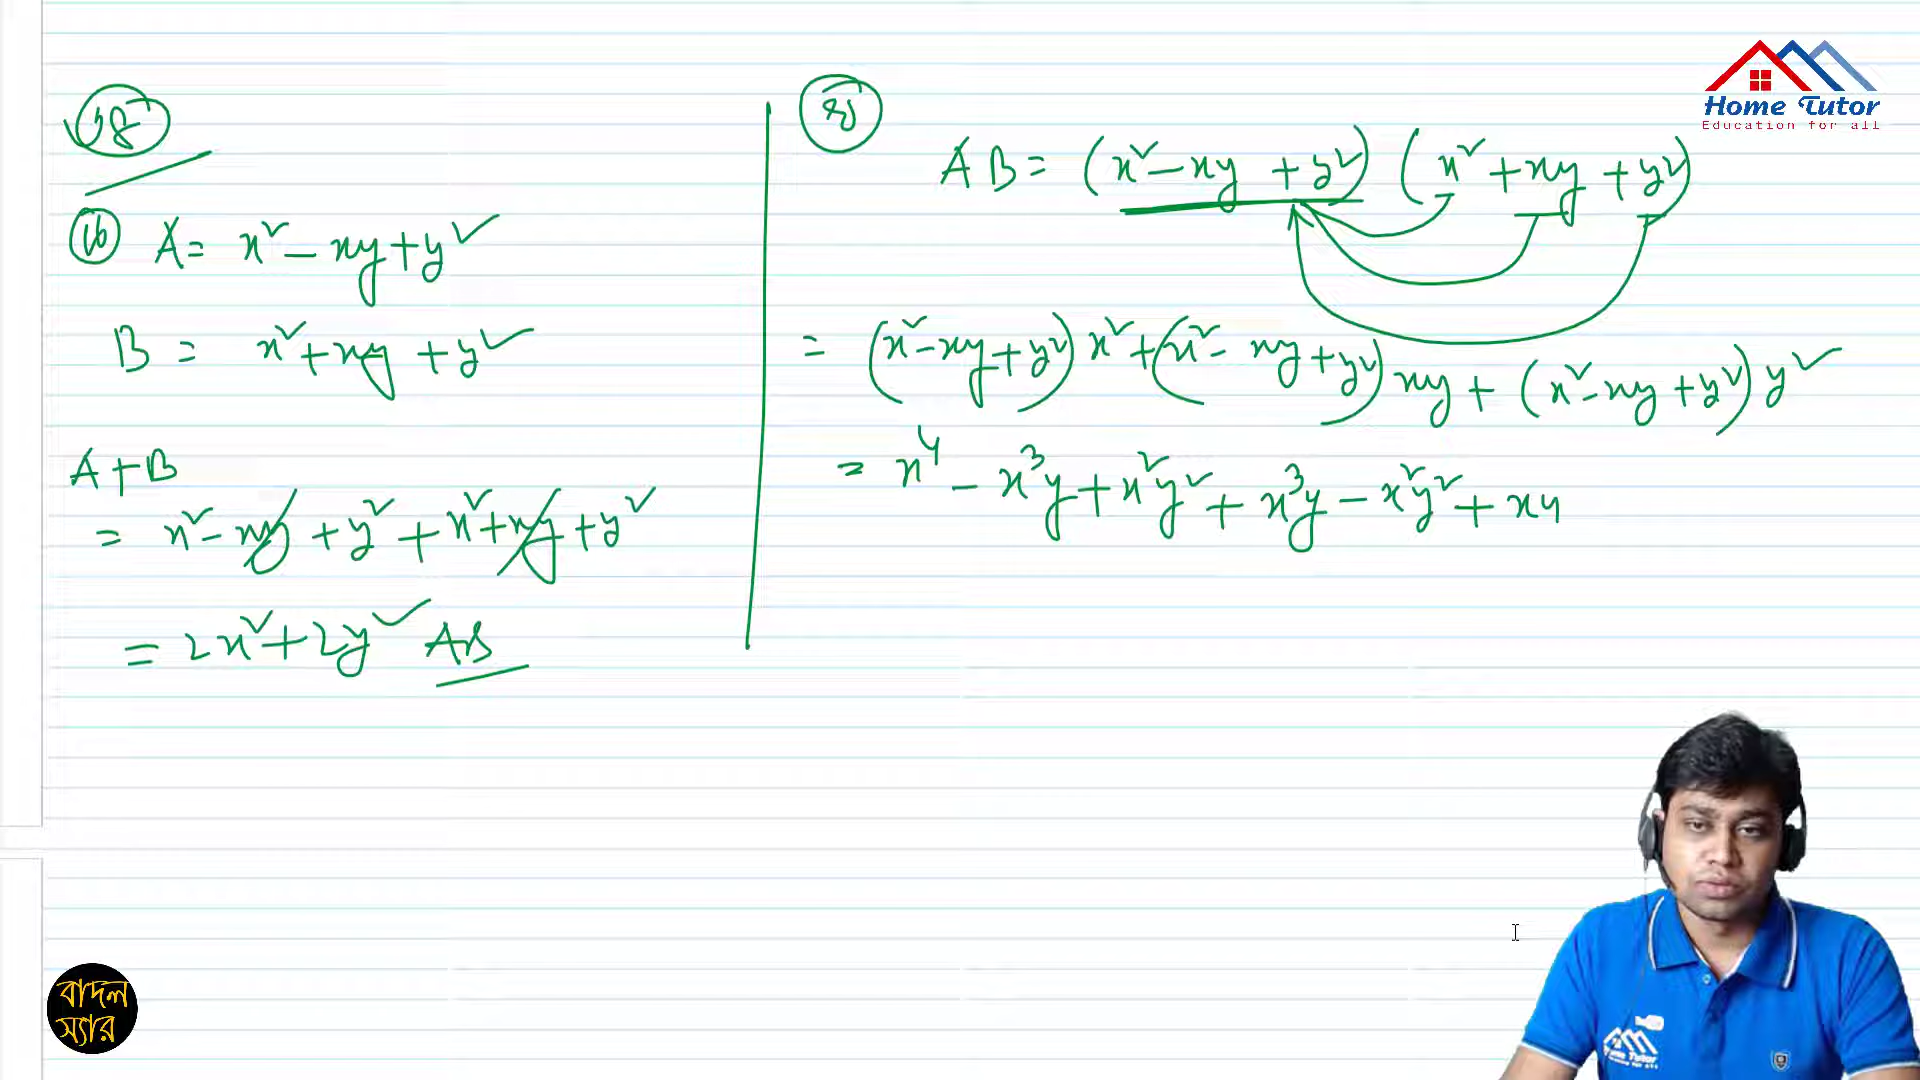 ১৪
ক A = x² - xy + y²
B = x² + xy + y²
A + B
= x² - xy + y² + x² + xy + y²
= 2x² + 2y² Ans
খ
AB = (x² - xy + y²) (x² + xy + y²)
= (x² - xy + y²) x² + (x² - xy + y²) xy + (x² - xy + y²) y²
= x⁴ - x³y + x²y² + x³y - x²y² + xy
Home Tutor
Education for all
বাদল
স্যার